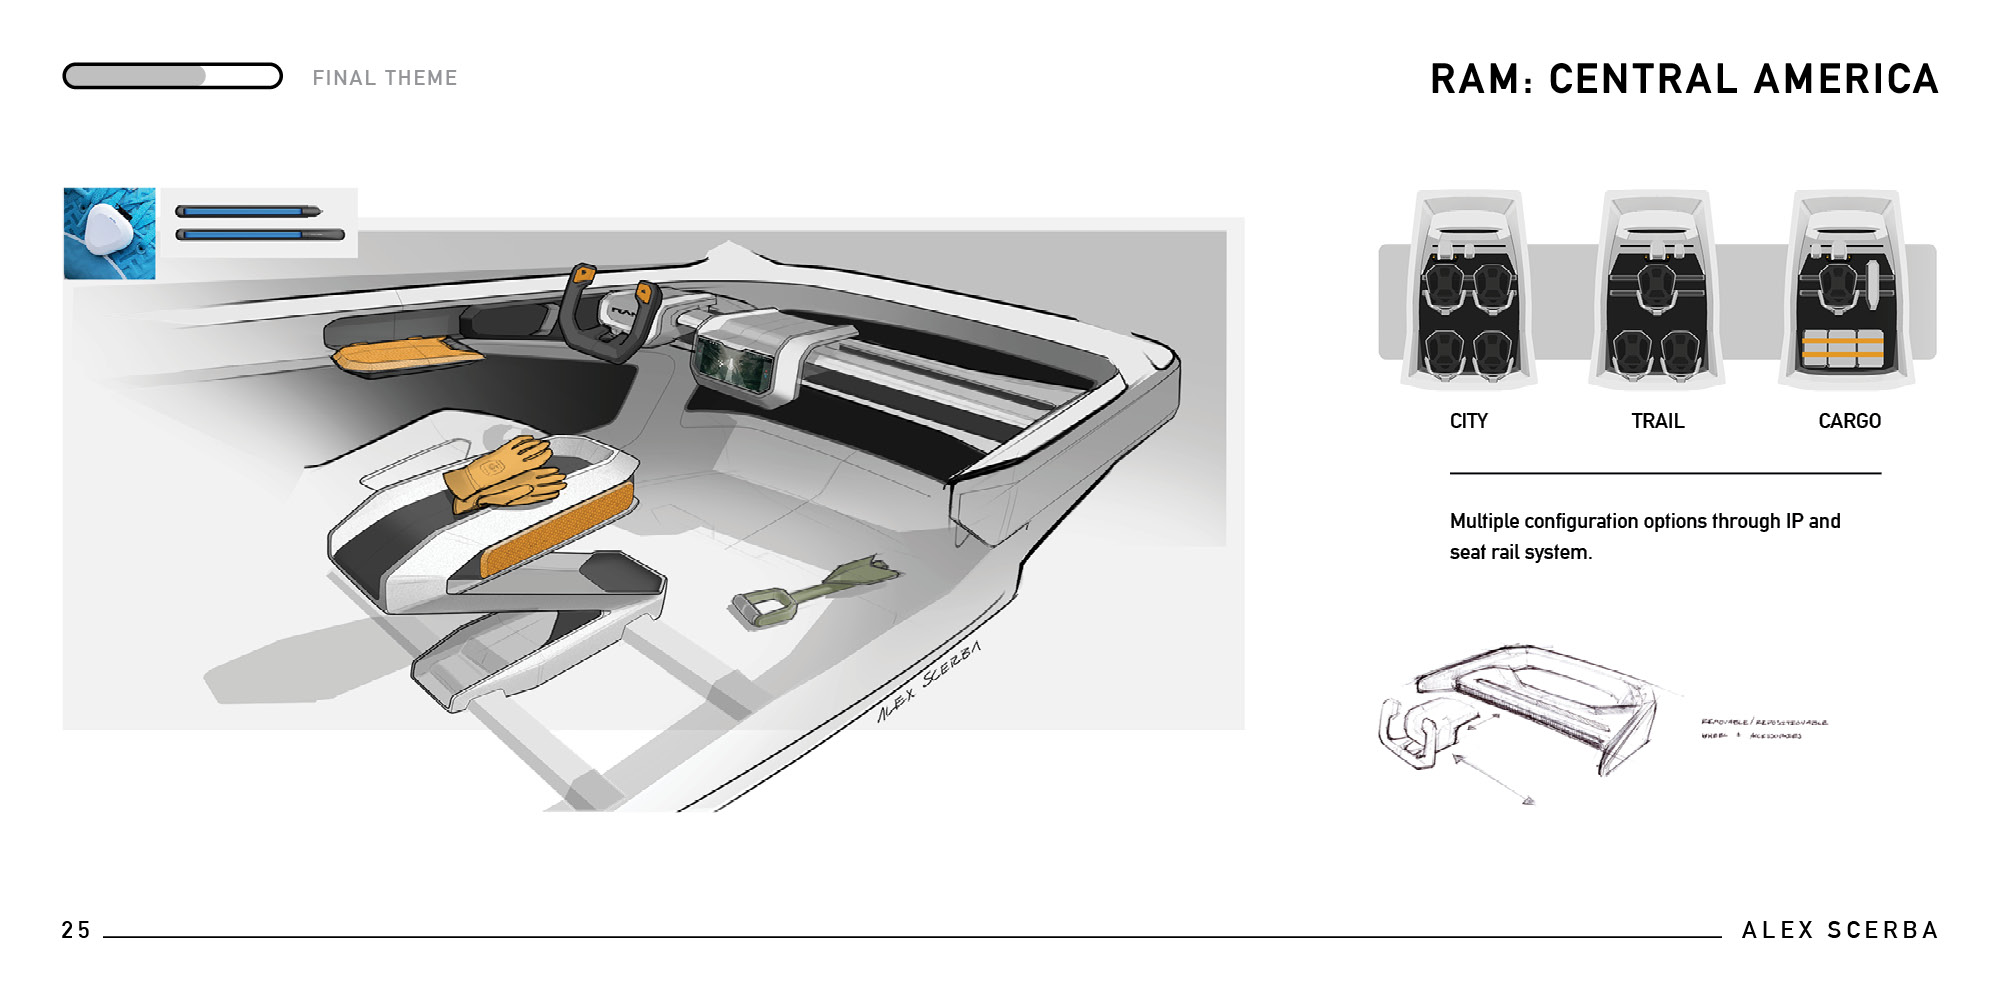 FINAL THEME
RAM: CENTRAL AMERICA
RAM
ALEX SCERBA
CITY
TRAIL
CARGO
Multiple configuration options through IP and
seat rail system.
REMOVABLE/REPOSITIONABLE
WHEEL & ACCESSORIES
25
ALEX SCERBA